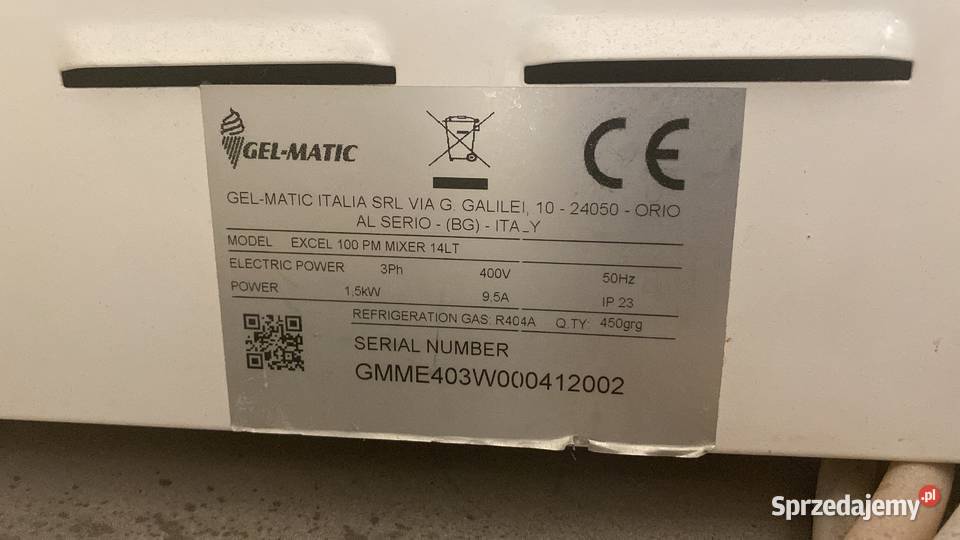 GEL-MATIC
CE
GEL-MATIC ITALIA SRL VIA G. GALILEI, 10 - 24050 - ORIO
AL SERIO - (BG) - ITA_Y
MODEL EXCEL 100 PM MIXER 14LT
ELECTRIC POWER 3Ph 400V 50Hz
POWER 1,5kW 9,5A IP 23
REFRIGERATION GAS: R404A Q.TY: 450grg
SERIAL NUMBER
GMME403W000412002
Sprzedajemy.pl